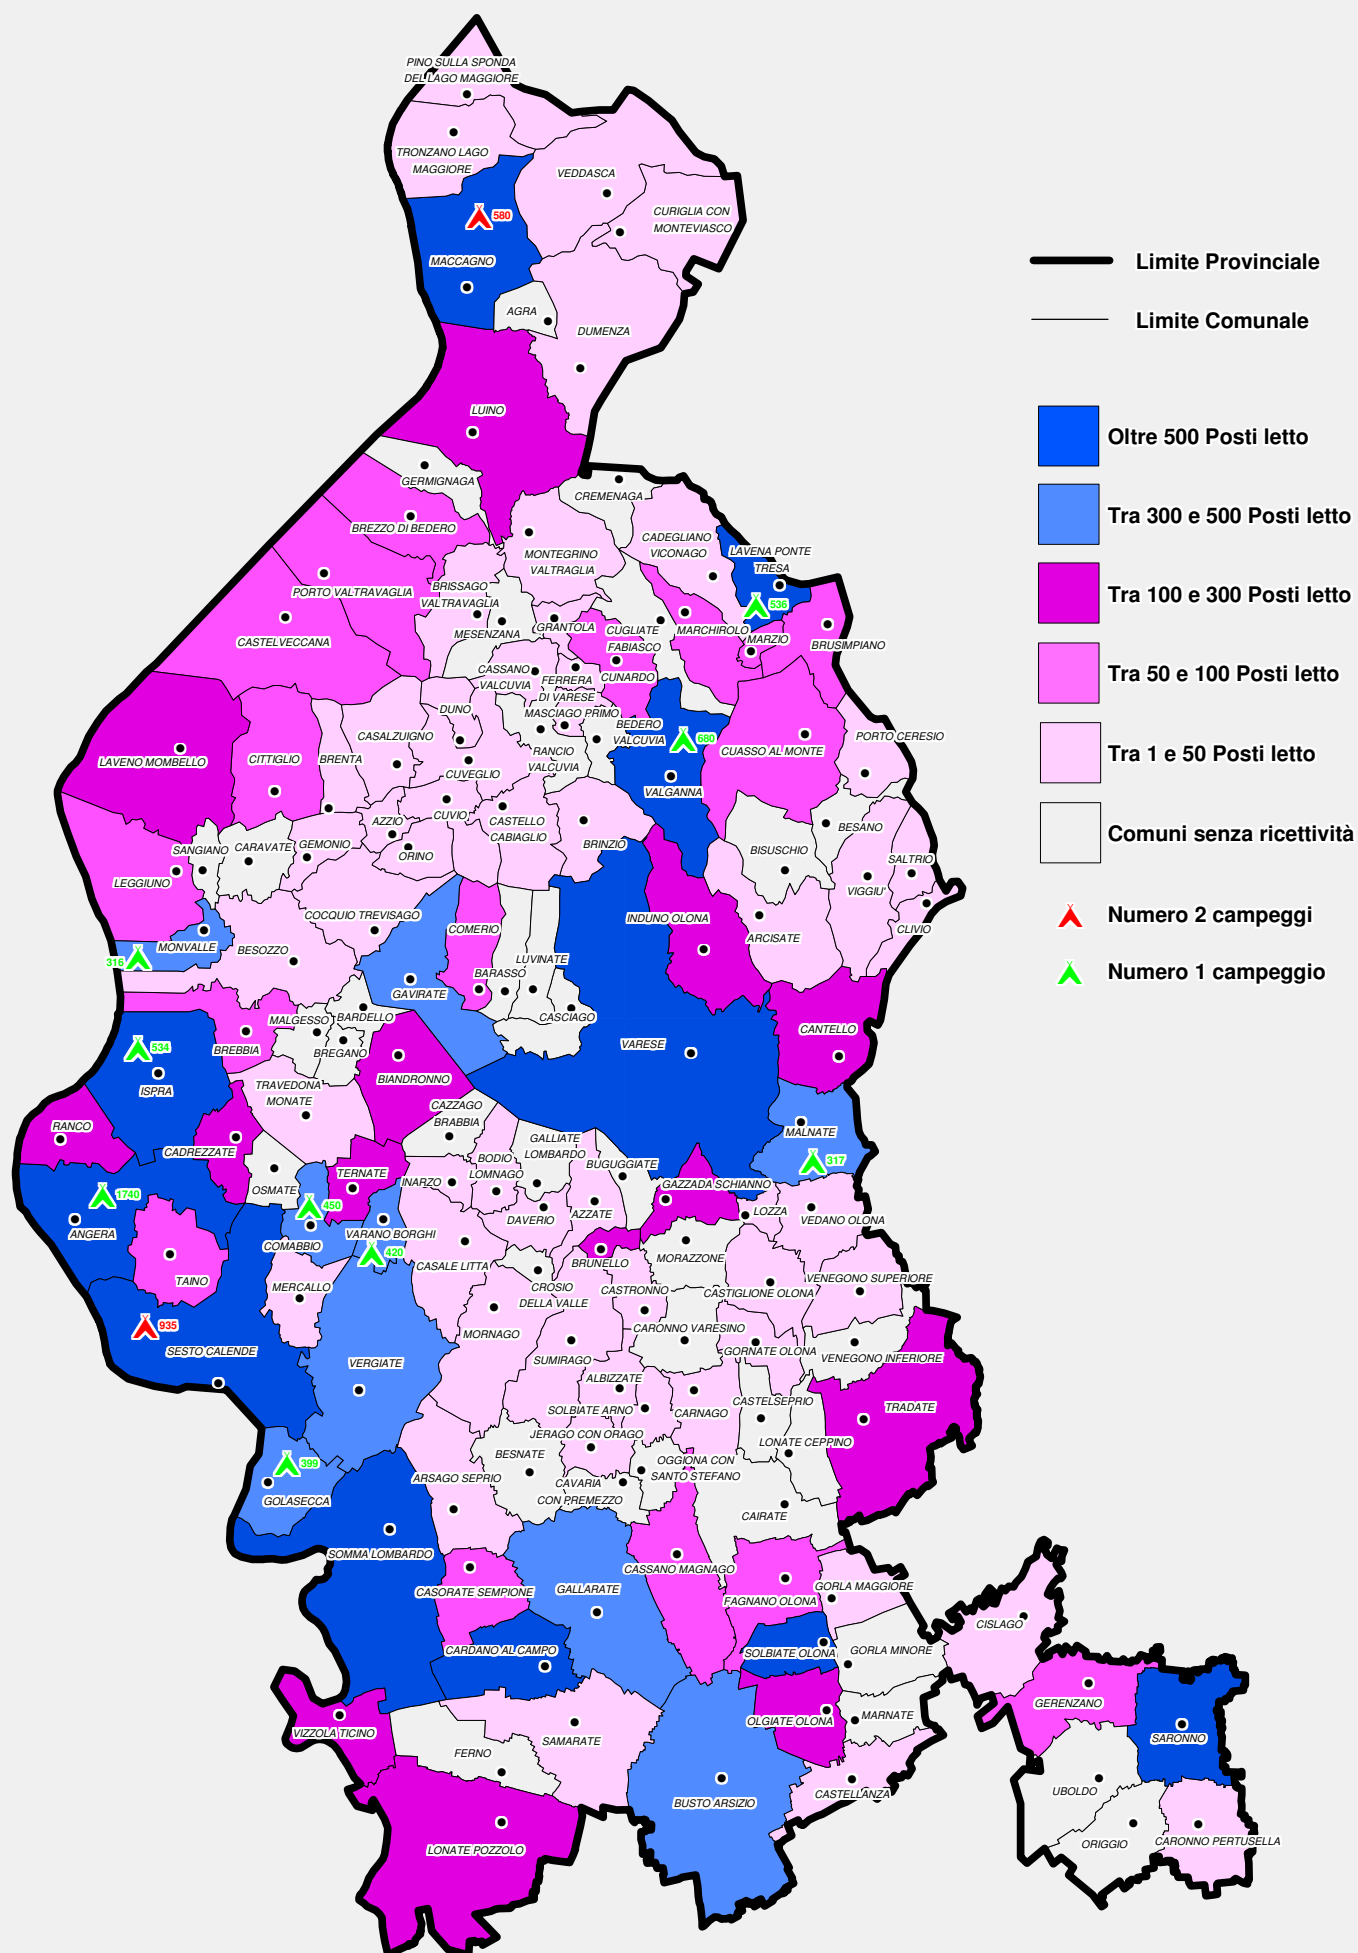 PINO SULLA SPONDA
DEL LAGO MAGGIORE
TRONZANO LAGO
MAGGIORE
VEDDASCA
CURIGLIA CON
MONTEVIASCO
580
MACCAGNO
AGRA
DUMENZA
LUINO
GERMIGNAGA
CREMENAGA
BREZZO DI BEDERO
MONTEGRINO
VALTRAGLIA
CADEGLIANO
VICONAGO
LAVENA PONTE
TRESA
536
PORTO VALTRAVAGLIA
BRISSAGO
VALTRAVAGLIA
MESENZANA
GRANTOLA
CUGLIATE
FABIASCO
MARCHIROLO
MARZIO
BRUSIMPIANO
CASTELVECCANA
CASSANO
VALCUVIA
FERRERA
DI VARESE
CUNARDO
MASCIAGO PRIMO
BEDERO
VALCUVIA
680
DUNO
CASALZUIGNO
RANCIO
VALCUVIA
CUASSO AL MONTE
PORTO CERESIO
LAVENO MOMBELLO
CITTIGLIO
BRENTA
CUVEGLIO
VALGANNA
CUVIO
AZZIO
CASTELLO
CABIAGLIO
BRINZIO
BESANO
BISUSCHIO
SALTRIO
VIGGIU'
SANGIANO
CARAVATE
GEMONIO
ORINO
LEGGIUNO
COCQUIO TREVISAGO
COMERIO
INDUNO OLONA
ARCISATE
CLIVIO
MONVALLE
316
BESOZZO
LUVINATE
BARASSO
GAVIRATE
CASCIAGO
MALGESSO
BARDELLO
BREBBIA
BREGANO
VARESE
CANTELLO
534
ISPRA
BIANDRONNO
TRAVEDONA
MONATE
CAZZAGO
BRABBIA
RANCO
CADREZZATE
MALNATE
317
GALLIATE
LOMBARDO
BODIO
LOMNAGO
BUGUGGIATE
OSMATE
TERNATE
INARZO
GAZZADA SCHIANNO
1740
450
ANGERA
COMABBIO
VARANO BORGHI
420
DAVERIO
AZZATE
LOZZA
VEDANO OLONA
TAINO
MERCALLO
CASALE LITTA
BRUNELLO
MORAZZONE
CROSIO
DELLA VALLE
CASTRONNO
CASTIGLIONE OLONA
VENEGONO SUPERIORE
935
SESTO CALENDE
MORNAGO
CARONNO VARESINO
GORNATE OLONA
VENEGONO INFERIORE
VERGIATE
SUMIRAGO
ALBIZZATE
SOLBIATE ARNO
CARNAGO
CASTELSEPRIO
TRADATE
JERAGO CON ORAGO
LONATE CEPPINO
BESNATE
OGGIONA CON
SANTO STEFANO
399
GOLASECCA
ARSAGO SEPRIO
CAVARIA
CON PREMEZZO
CAIRATE
SOMMA LOMBARDO
CASSANO MAGNAGO
CASORATE SEMPIONE
GALLARATE
FAGNANO OLONA
GORLA MAGGIORE
CISLAGO
CARDANO AL CAMPO
SOLBIATE OLONA
GORLA MINORE
GERENZANO
VIZZOLA TICINO
OLGIATE OLONA
MARNATE
SARONNO
FERNO
SAMARATE
UBOLDO
BUSTO ARSIZIO
CASTELLANZA
ORIGGIO
CARONNO PERTUSELLA
LONATE POZZOLO
Limite Provinciale
Limite Comunale
Oltre 500 Posti letto
Tra 300 e 500 Posti letto
Tra 100 e 300 Posti letto
Tra 50 e 100 Posti letto
Tra 1 e 50 Posti letto
Comuni senza ricettività
Numero 2 campeggi
Numero 1 campeggio